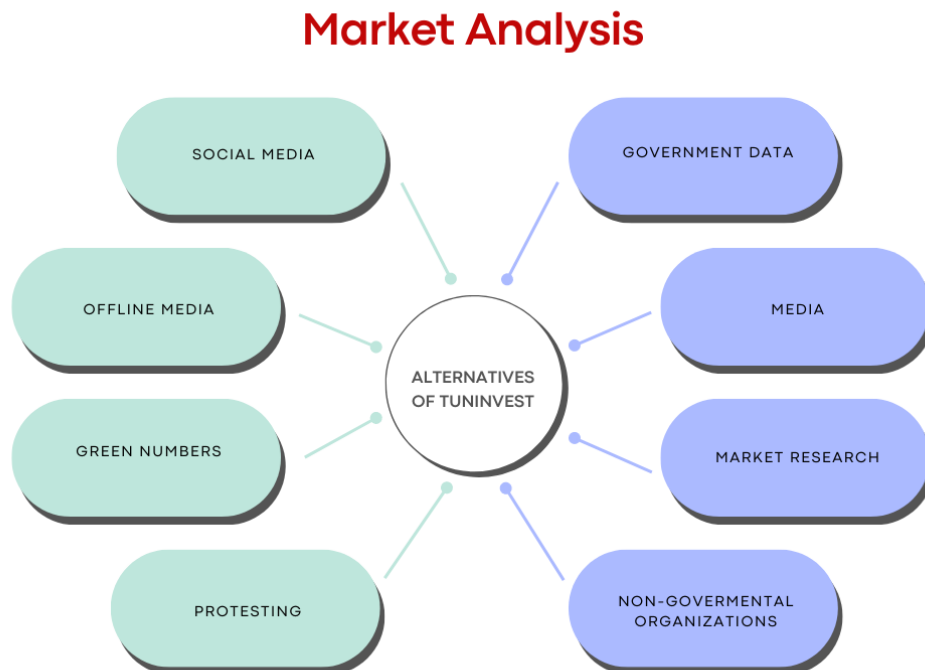 Market Analysis
SOCIAL MEDIA
GOVERNMENT DATA
OFFLINE MEDIA
MEDIA
ALTERNATIVES
OF TUNINVEST
GREEN NUMBERS
MARKET RESEARCH
PROTESTING
NON-GOVERMENTAL
ORGANIZATIONS